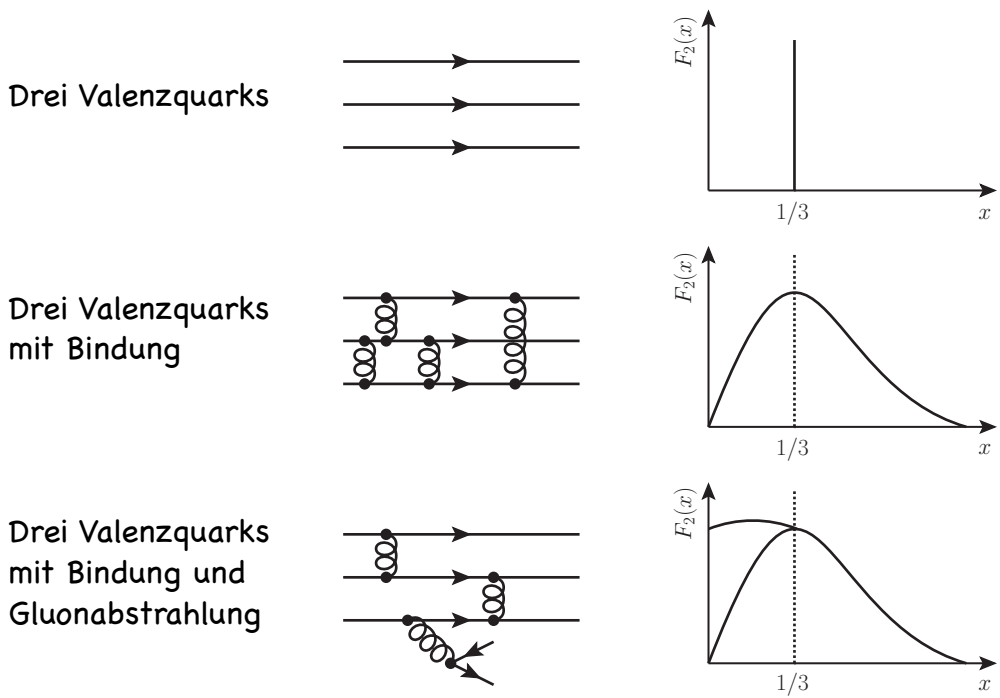 Drei Valenzquarks
F₂(x)
1/3
x
Drei Valenzquarks
mit Bindung
F₂(x)
1/3
x
Drei Valenzquarks
mit Bindung und
Gluonabstrahlung
F₂(x)
1/3
x